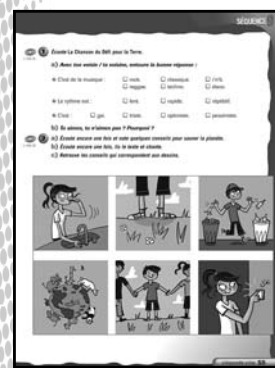 SÉQUENCE
1 Écoute La Chanson du Défi pour la Terre.
a) Avec ton voisin / ta voisine, entoure la bonne réponse :
C'est de la musique : rock. classique. r'n'b.
reggae. techno. disco.
Le rythme est : lent. rapide. répétitif.
C'est : gai. triste. optimiste. pessimiste.
b) Tu aimes, tu n'aimes pas ? Pourquoi ?
2 a) Écoute encore une fois et note quelques conseils pour sauver la planète.
b) Écoute encore une fois, lis le texte et chante.
c) Retrouve les conseils qui correspondent aux dessins.